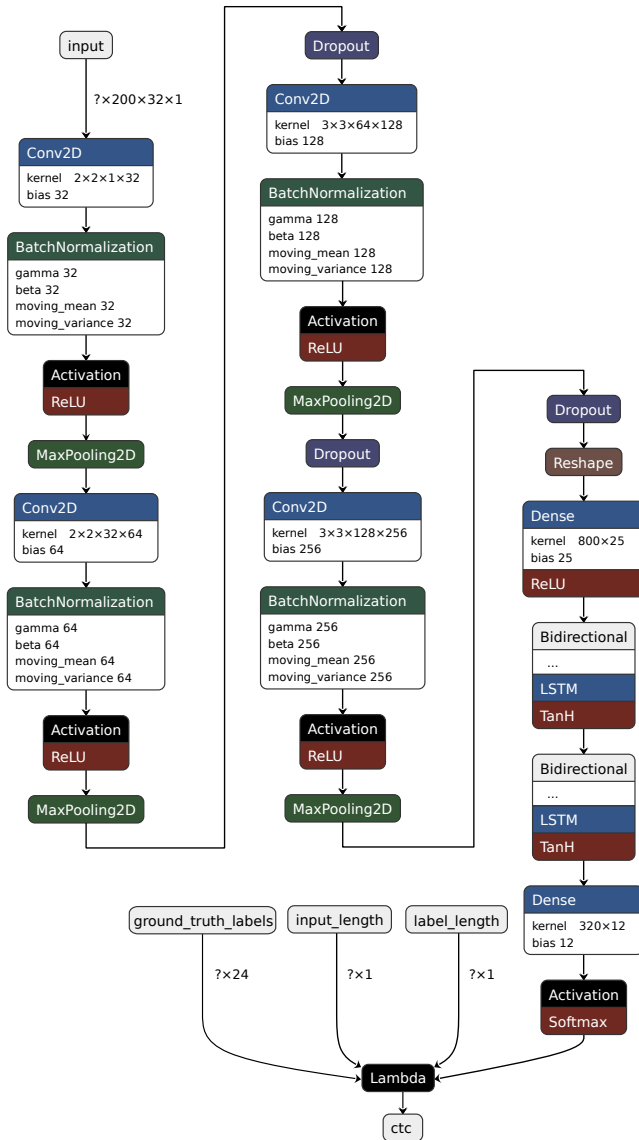 input
?×200×32×1
Conv2D
kernel 2×2×1×32
bias 32
BatchNormalization
gamma 32
beta 32
moving_mean 32
moving_variance 32
Activation
ReLU
MaxPooling2D
Conv2D
kernel 2×2×32×64
bias 64
BatchNormalization
gamma 64
beta 64
moving_mean 64
moving_variance 64
Activation
ReLU
MaxPooling2D
Dropout
Conv2D
kernel 3×3×64×128
bias 128
BatchNormalization
gamma 128
beta 128
moving_mean 128
moving_variance 128
Activation
ReLU
MaxPooling2D
Dropout
Conv2D
kernel 3×3×128×256
bias 256
BatchNormalization
gamma 256
beta 256
moving_mean 256
moving_variance 256
Activation
ReLU
MaxPooling2D
Dropout
Reshape
Dense
kernel 800×25
bias 25
ReLU
Bidirectional
...
LSTM
TanH
Bidirectional
...
LSTM
TanH
Dense
kernel 320×12
bias 12
Activation
Softmax
ground_truth_labels
input_length
label_length
?×24
?×1
?×1
Lambda
ctc